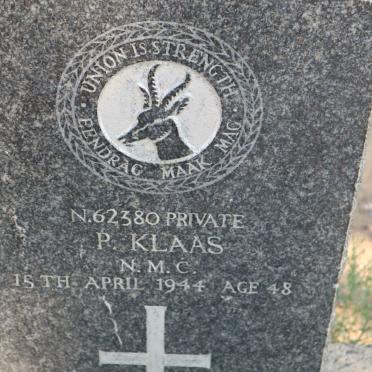 UNION IS STRENGTH
EENDRAG MAAK MAG
N.62380 PRIVATE
P. KLAAS
N.M.C.
15TH APRIL 1944 AGE 48